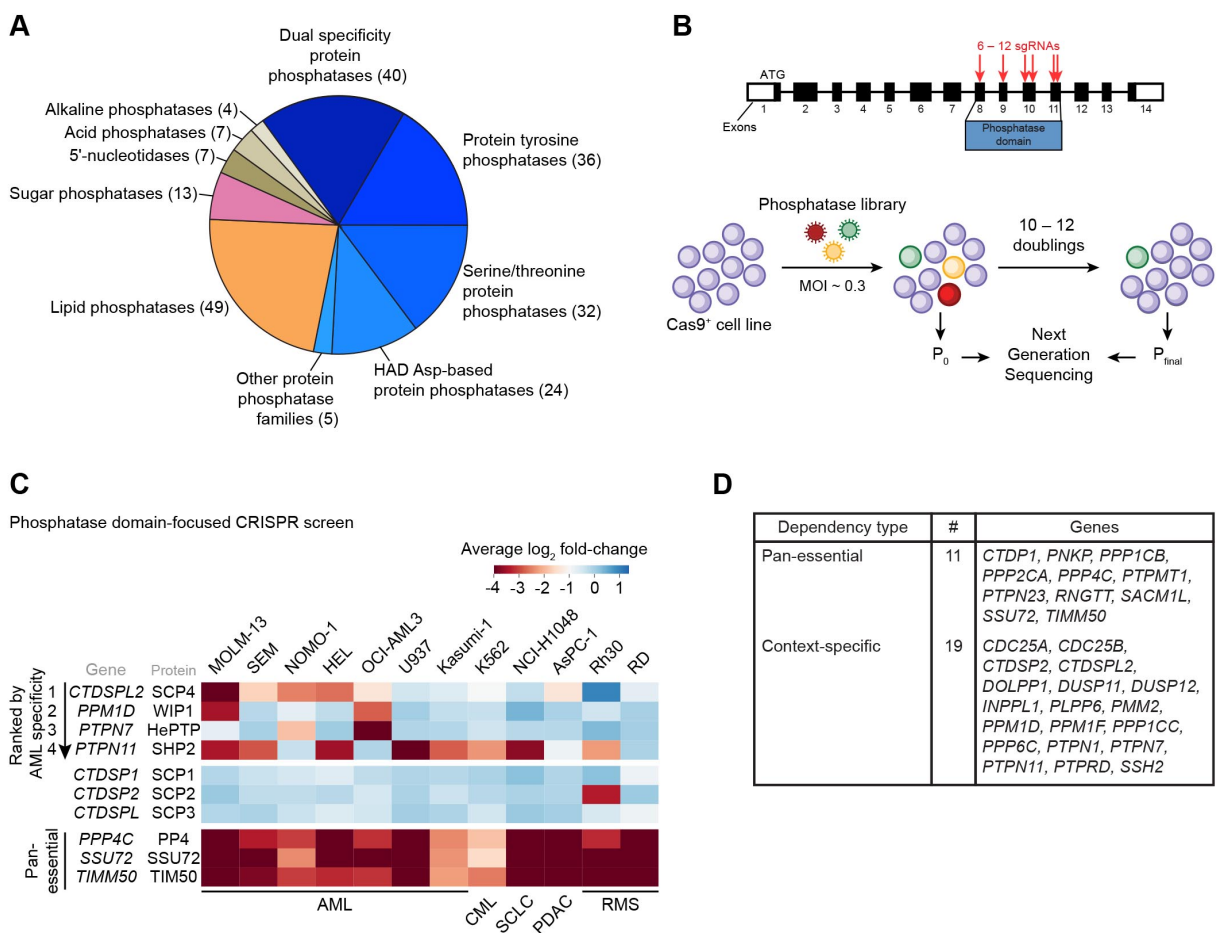 A
Dual specificity
protein
phosphatases (40)
Alkaline phosphatases (4)
Acid phosphatases (7)
5'-nucleotidases (7)
Sugar phosphatases (13)
Lipid phosphatases (49)
Other protein
phosphatase
families (5)
HAD Asp-based
protein phosphatases (24)
Serine/threonine
protein
phosphatases (32)
Protein tyrosine
phosphatases (36)
B
6 – 12 sgRNAs
ATG
1 2 3 4 5 6 7 8 9 10 11 12 13 14
Exons
Phosphatase
domain
Phosphatase library
MOI ~ 0.3
10 – 12
doublings
Cas9+ cell line
P0
Next
Generation
Sequencing
Pfinal
C
Phosphatase domain-focused CRISPR screen
Average log2 fold-change
-4 -3 -2 -1 0 1
MOLM-13 SEM NOMO-1 HEL OCI-AML3 U937 Kasumi-1 K562 NCI-H1048 AsPC-1 Rh30 RD
Gene Protein
Ranked by
AML specificity
1 CTDSPL2 SCP4
2 PPM1D WIP1
3 PTPN7 HePTP
4 PTPN11 SHP2
CTDSP1 SCP1
CTDSP2 SCP2
CTDSPL SCP3
Pan-
essential
PPP4C PP4
SSU72 SSU72
TIMM50 TIM50
AML CML SCLC PDAC RMS
D
Dependency type # Genes
Pan-essential 11 CTDP1, PNKP, PPP1CB,
PPP2CA, PPP4C, PTPMT1,
PTPN23, RNGTT, SACM1L,
SSU72, TIMM50
Context-specific 19 CDC25A, CDC25B,
CTDSP2, CTDSPL2,
DOLPP1, DUSP11, DUSP12,
INPPL1, PLPP6, PMM2,
PPM1D, PPM1F, PPP1CC,
PPP6C, PTPN1, PTPN7,
PTPN11, PTPRD, SSH2